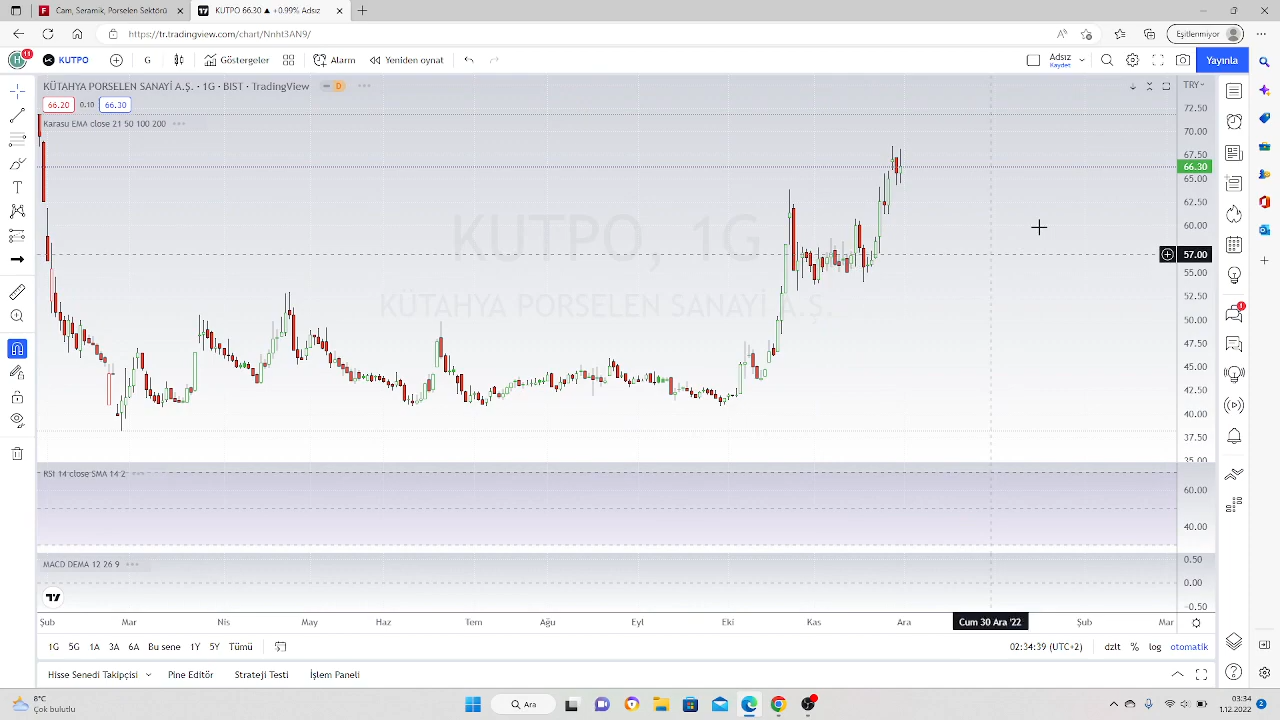 Cam, Seramik, Porselen Sektörü
KUTPO 66.30 ▲ +0.99% Adsız
https://tr.tradingview.com/chart/Nnht3AN9/
Eşitlenmiyor
H 11
KUTPO
G
Göstergeler
Alarm
Yeniden oynat
Adsız
Kaydet
Yayınla
KÜTAHYA PORSELEN SANAYİ A.Ş. · 1G · BIST · TradingView
D
TRY
66.20 0.10 66.30
Karasu EMA close 21 50 100 200
KUTPO, 1G
KÜTAHYA PORSELEN SANAYİ A.Ş.
72.50
70.00
67.50
66.30
65.00
62.50
60.00
57.00
55.00
52.50
50.00
47.50
45.00
42.50
40.00
37.50
35.00
RSI 14 close SMA 14 2
60.00
40.00
MACD DEMA 12 26 9
0.50
0.00
-0.50
Şub Mar Nis May Haz Tem Ağu Eyl Eki Kas Ara Cum 30 Ara '22 Şub Mar
1G 5G 1A 3A 6A Bu sene 1Y 5Y Tümü
02:34:39 (UTC+2) dzlt % log otomatik
Hisse Senedi Takipçisi Pine Editör Strateji Testi İşlem Paneli
8°C
Çok bulutlu
Ara
03:34
1.12.2022
2